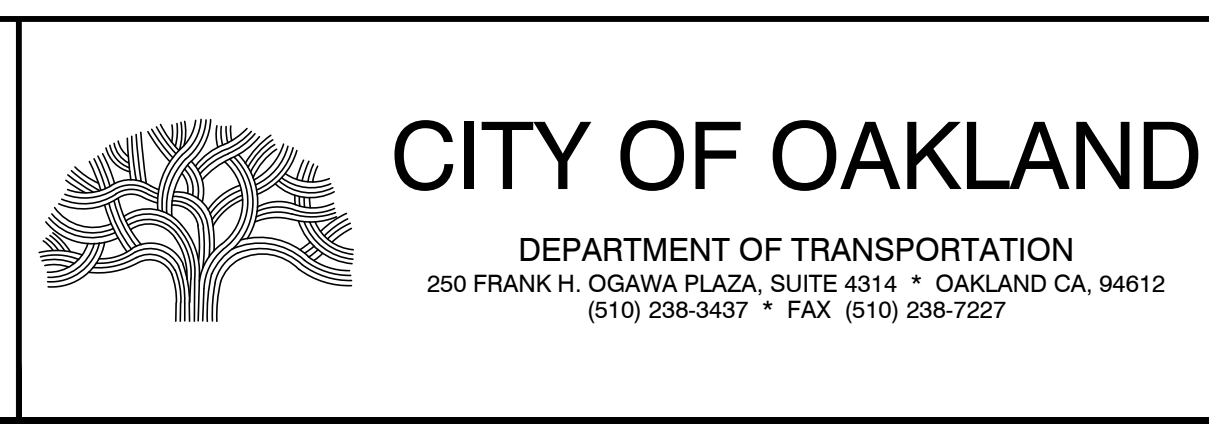 CITY OF OAKLAND
DEPARTMENT OF TRANSPORTATION
250 FRANK H. OGAWA PLAZA, SUITE 4314 * OAKLAND CA, 94612
(510) 238-3437 * FAX (510) 238-7227